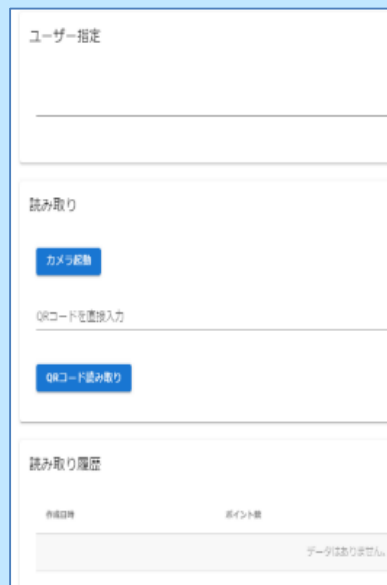 ユーザー指定
読み取り
カメラ起動
QRコードを直接入力
QRコード読み取り
読み取り履歴
作成日時
ポイント数
データはありません。